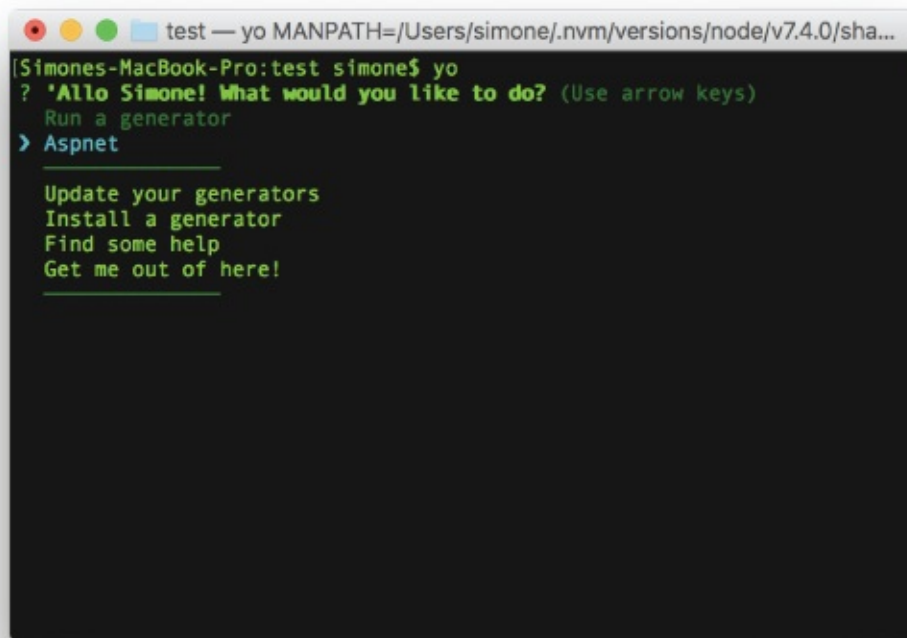 test — yo MANPATH=/Users/simone/.nvm/versions/node/v7.4.0/sha...
[Simones-MacBook-Pro:test simone$ yo
? 'Allo Simone! What would you like to do? (Use arrow keys)
Run a generator
❯ Aspnet
──────────────
Update your generators
Install a generator
Find some help
Get me out of here!
──────────────